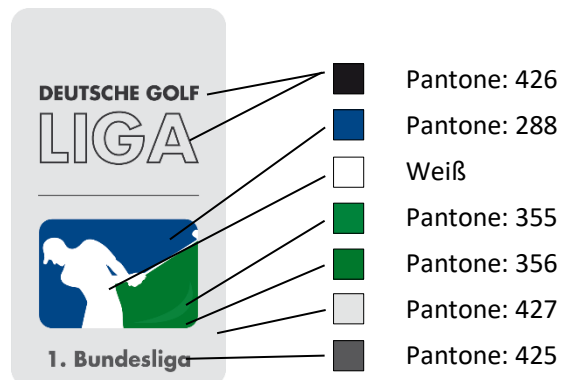 DEUTSCHE GOLF
LIGA
1. Bundesliga
Pantone: 426
Pantone: 288
Weiß
Pantone: 355
Pantone: 356
Pantone: 427
Pantone: 425